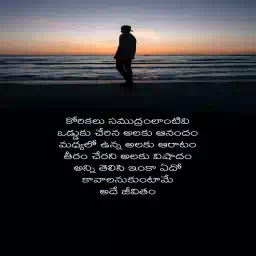 కోరికలు సముద్రంలాంటివి
ఒడ్డుకు చేరిన అలకు ఆనందం
మధ్యలో ఉన్న అలకు ఆరాటం
తీరం చేరని అలకు విషాదం
అన్ని తెలిసి ఇంకా ఏదో
కావాలనుకుంటామే
అదే జీవితం